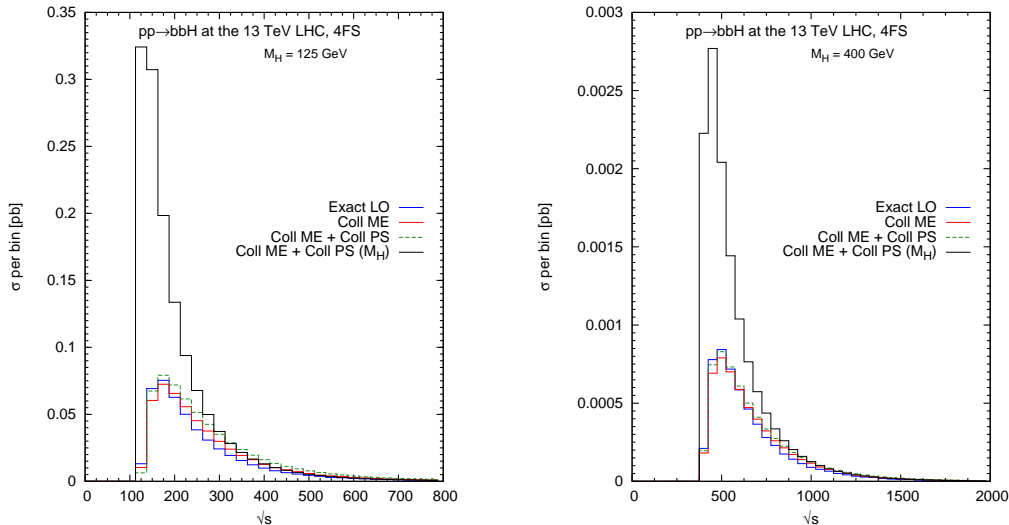 pp→bbH at the 13 TeV LHC, 4FS
M_H = 125 GeV
Exact LO
Coll ME
Coll ME + Coll PS
Coll ME + Coll PS (M_H)
σ per bin [pb]
0.35
0.3
0.25
0.2
0.15
0.1
0.05
0
0 100 200 300 400 500 600 700 800
√s
pp→bbH at the 13 TeV LHC, 4FS
M_H = 400 GeV
Exact LO
Coll ME
Coll ME + Coll PS
Coll ME + Coll PS (M_H)
σ per bin [pb]
0.003
0.0025
0.002
0.0015
0.001
0.0005
0
0 500 1000 1500 2000
√s